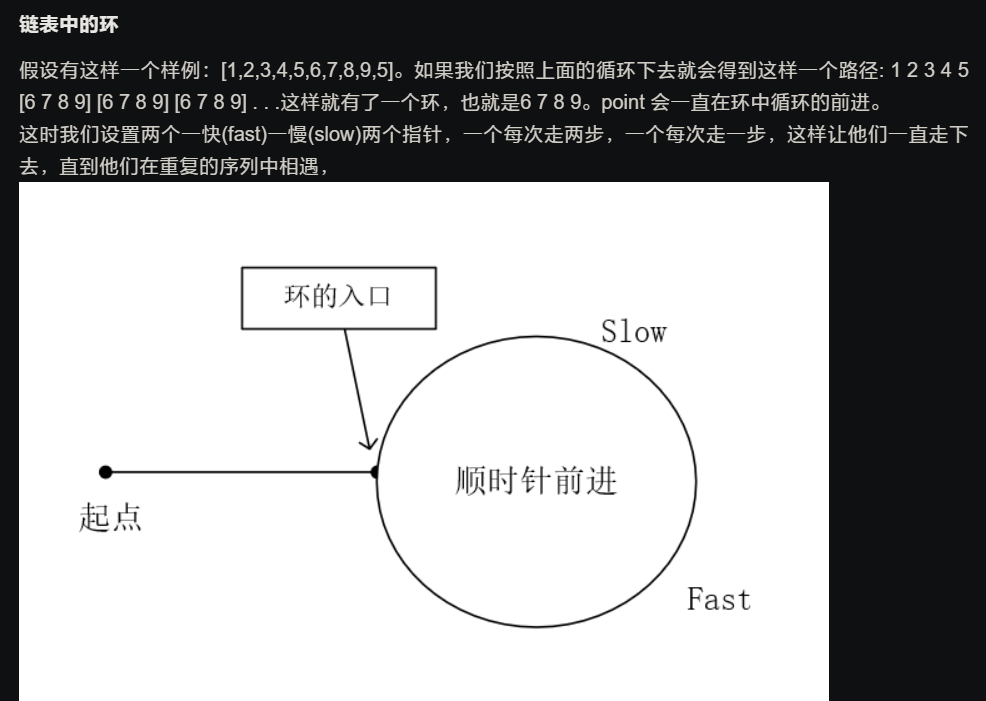 链表中的环
假设有这样一个样例：[1,2,3,4,5,6,7,8,9,5]。如果我们按照上面的循环下去就会得到这样一个路径: 1 2 3 4 5
[6 7 8 9] [6 7 8 9] [6 7 8 9] . . .这样就有了一个环，也就是6 7 8 9。point 会一直在环中循环的前进。
这时我们设置两个一快(fast)一慢(slow)两个指针，一个每次走两步，一个每次走一步，这样让他们一直走下
去，直到他们在重复的序列中相遇，
环的入口
Slow
顺时针前进
起点
Fast